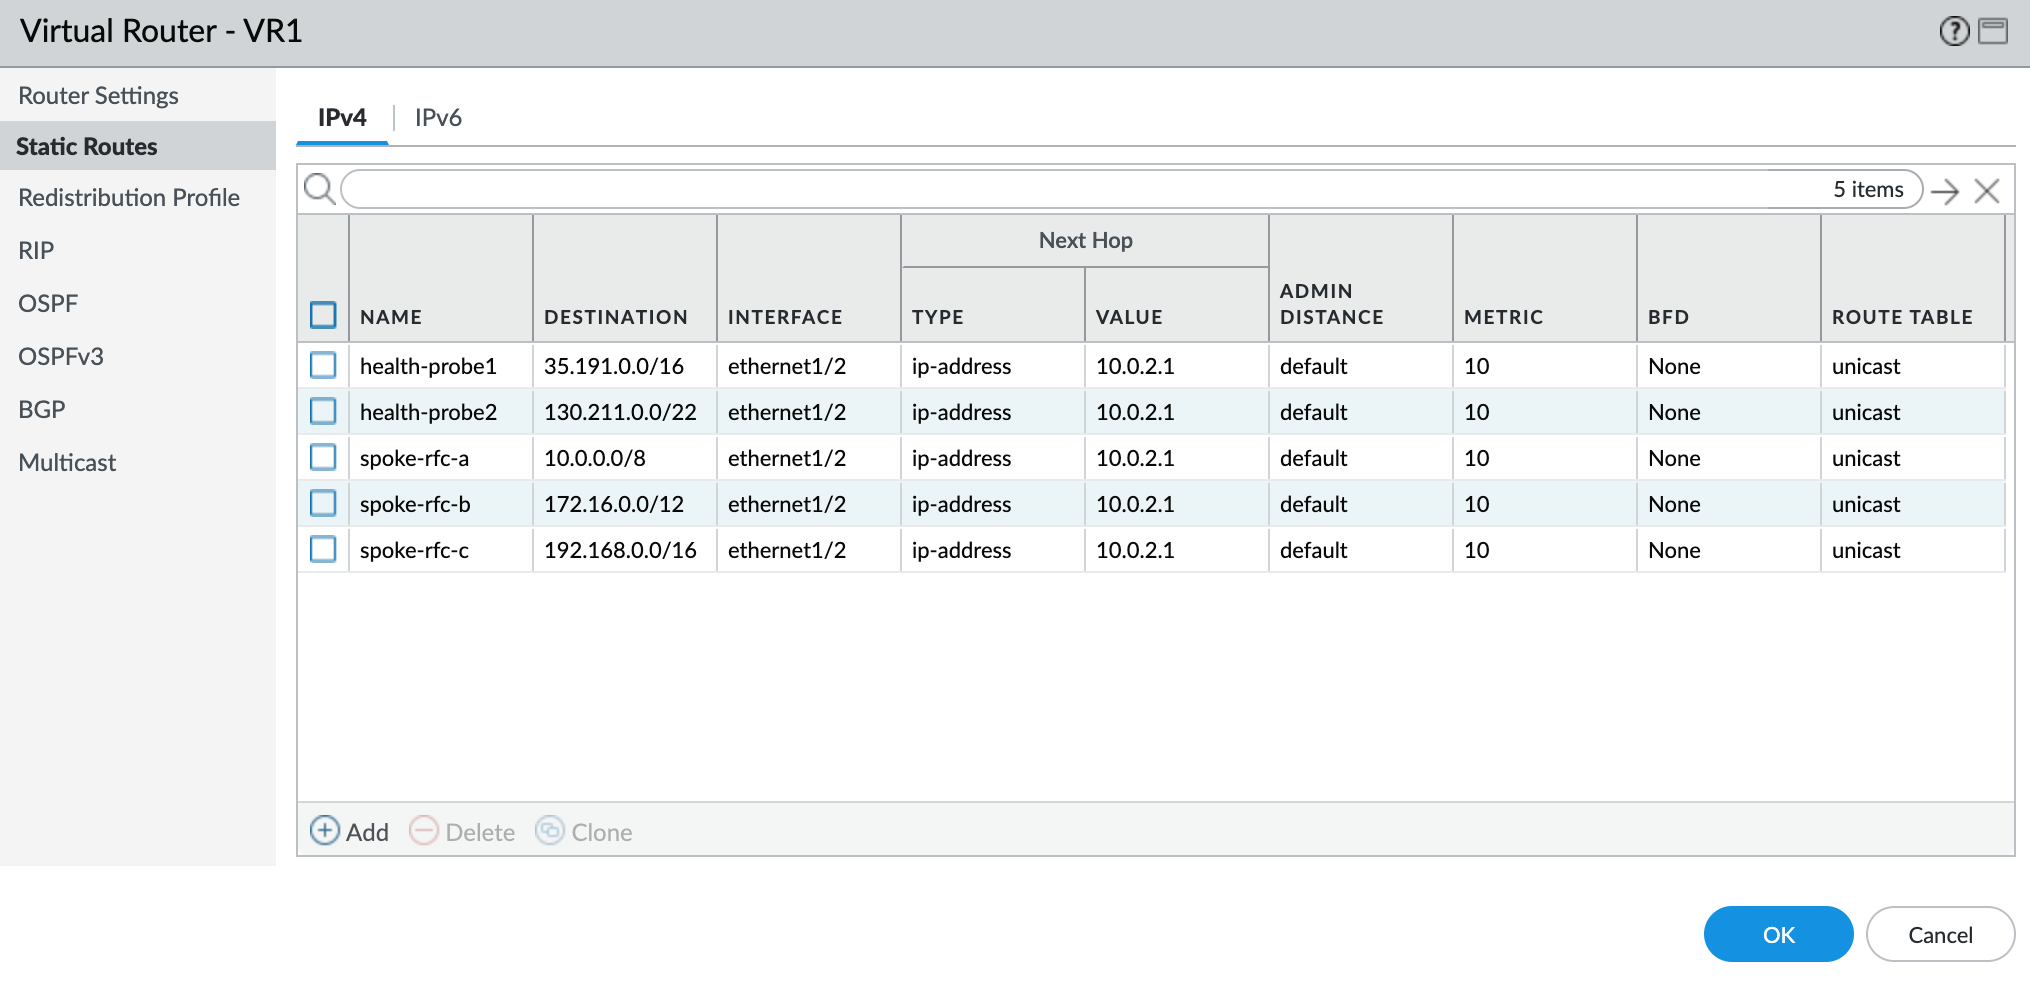 Virtual Router - VR1
Router Settings
Static Routes
Redistribution Profile
RIP
OSPF
OSPFv3
BGP
Multicast
IPv4 IPv6
5 items
Next Hop
NAME DESTINATION INTERFACE TYPE VALUE ADMIN DISTANCE METRIC BFD ROUTE TABLE
health-probe1 35.191.0.0/16 ethernet1/2 ip-address 10.0.2.1 default 10 None unicast
health-probe2 130.211.0.0/22 ethernet1/2 ip-address 10.0.2.1 default 10 None unicast
spoke-rfc-a 10.0.0.0/8 ethernet1/2 ip-address 10.0.2.1 default 10 None unicast
spoke-rfc-b 172.16.0.0/12 ethernet1/2 ip-address 10.0.2.1 default 10 None unicast
spoke-rfc-c 192.168.0.0/16 ethernet1/2 ip-address 10.0.2.1 default 10 None unicast
Add Delete Clone
OK Cancel